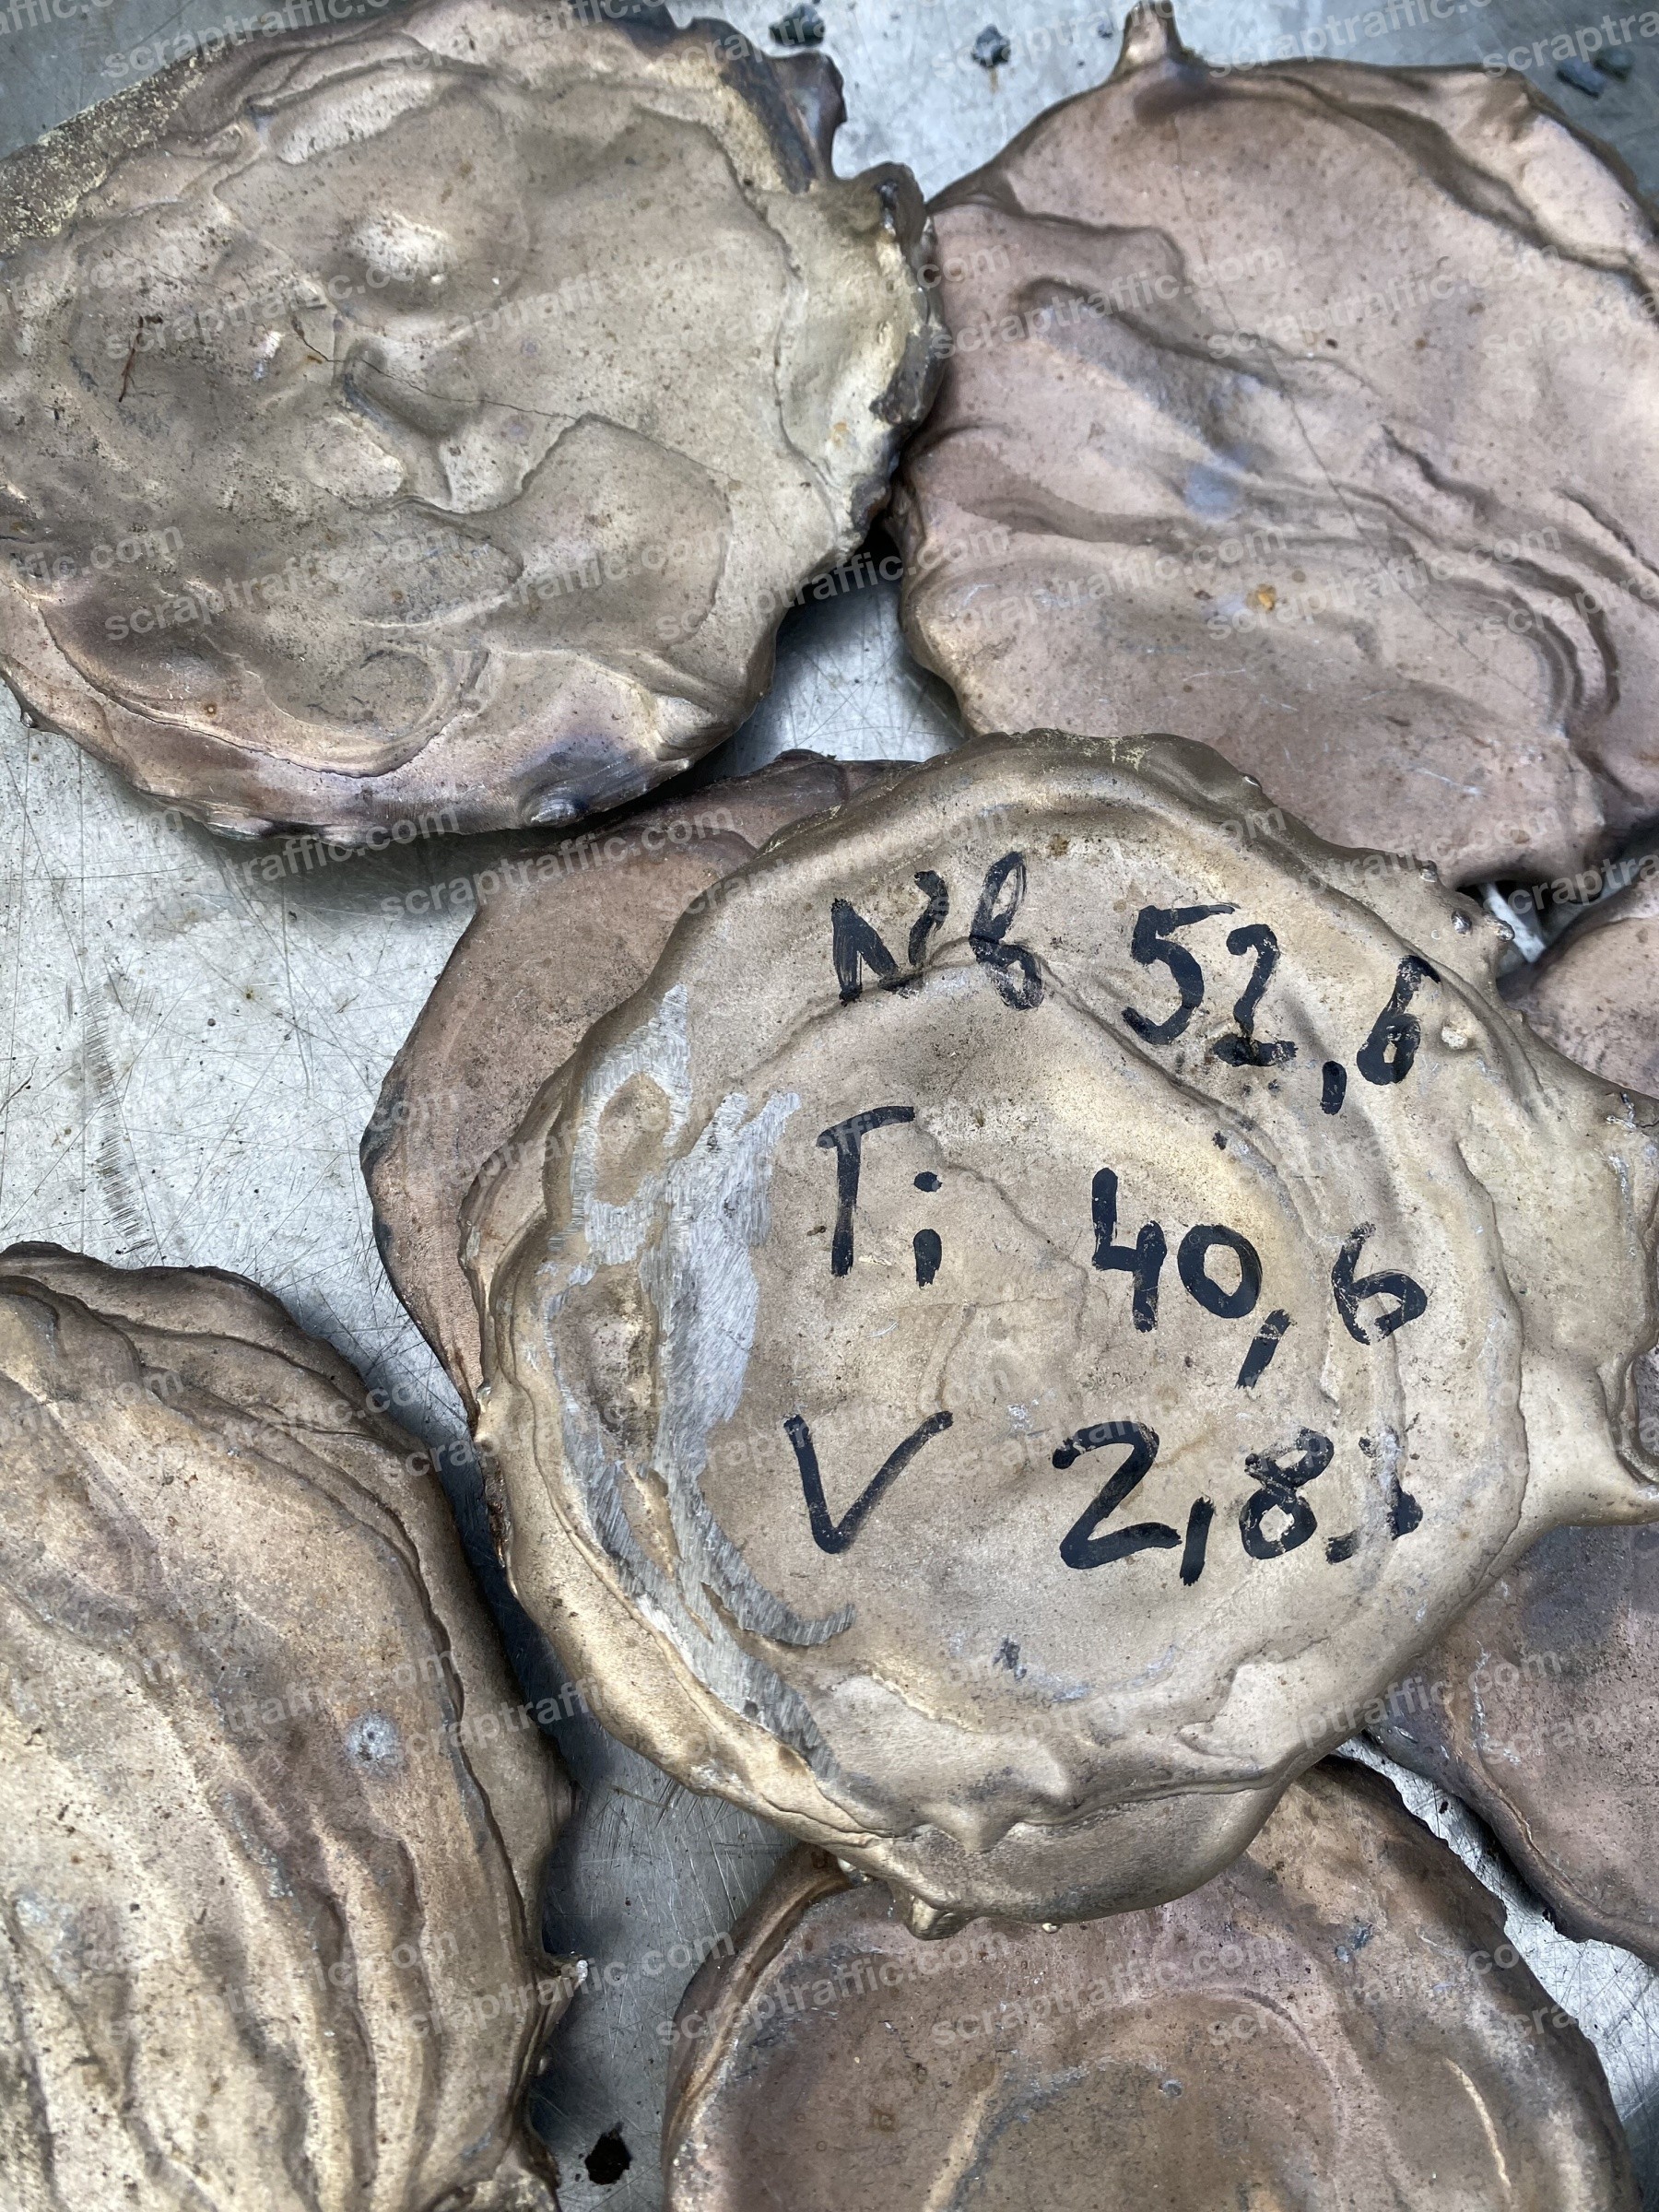 Nb 52,6
Ti 40,6
V 2,8
scraptraffic.com